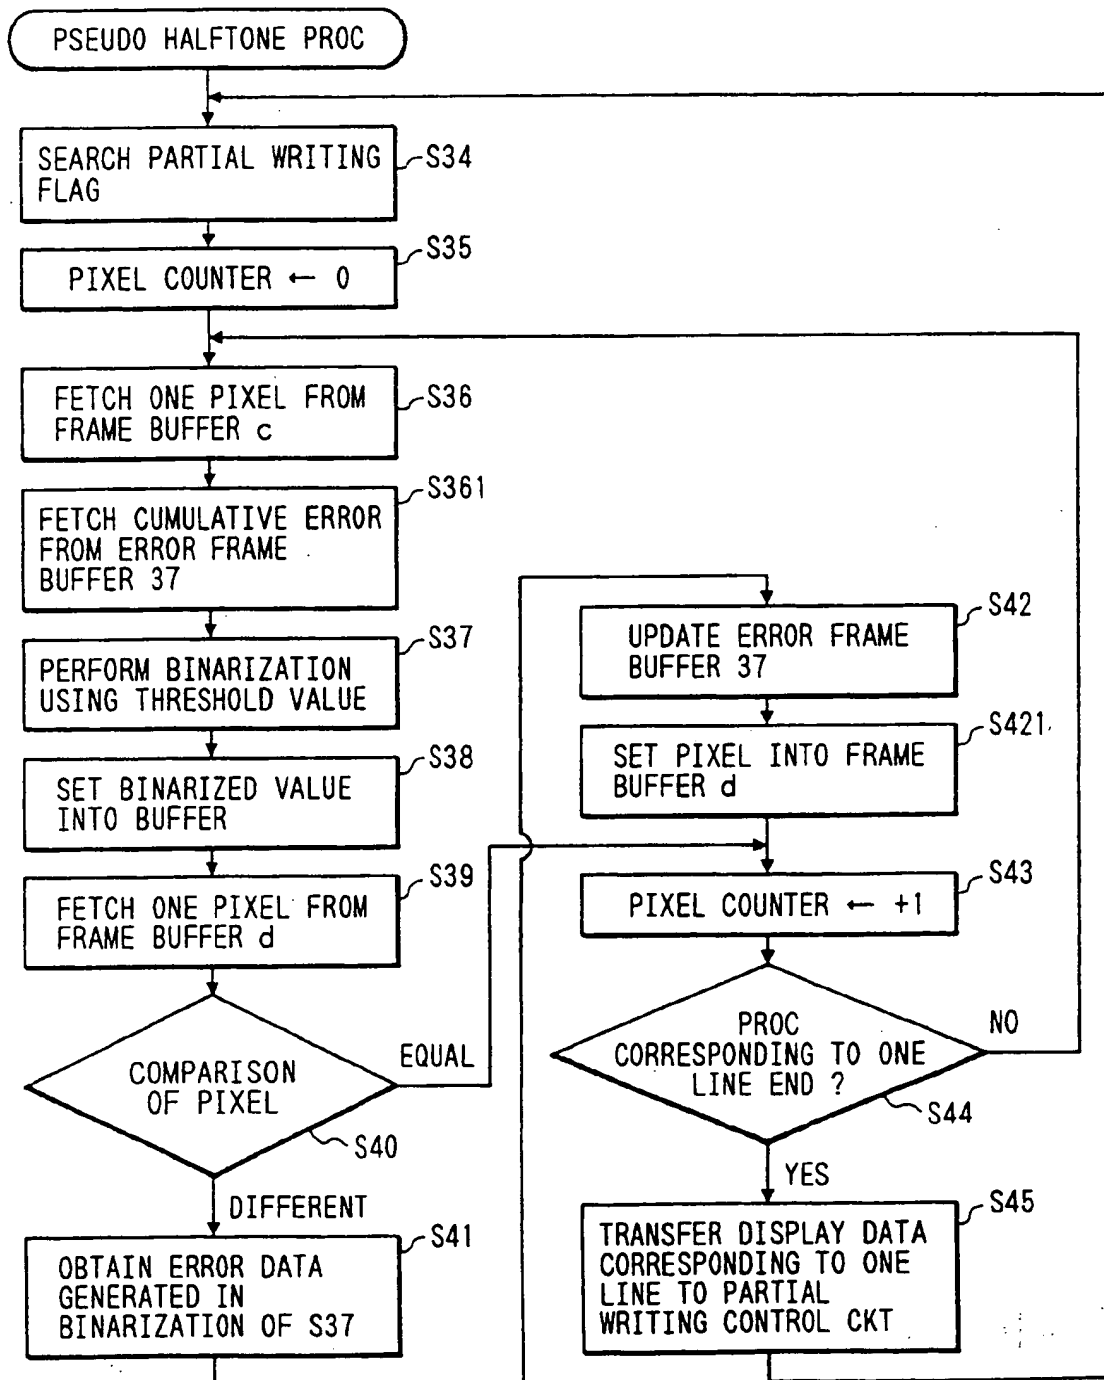 PSEUDO HALFTONE PROC
SEARCH PARTIAL WRITING
FLAG
S34
PIXEL COUNTER ← 0
S35
FETCH ONE PIXEL FROM
FRAME BUFFER c
S36
FETCH CUMULATIVE ERROR
FROM ERROR FRAME
BUFFER 37
S361
PERFORM BINARIZATION
USING THRESHOLD VALUE
S37
SET BINARIZED VALUE
INTO BUFFER
S38
FETCH ONE PIXEL FROM
FRAME BUFFER d
S39
COMPARISON
OF PIXEL
S40
EQUAL
DIFFERENT
OBTAIN ERROR DATA
GENERATED IN
BINARIZATION OF S37
S41
UPDATE ERROR FRAME
BUFFER 37
S42
SET PIXEL INTO FRAME
BUFFER d
S421
PIXEL COUNTER ← +1
S43
PROC
CORRESPONDING TO ONE
LINE END ?
S44
NO
YES
TRANSFER DISPLAY DATA
CORRESPONDING TO ONE
LINE TO PARTIAL
WRITING CONTROL CKT
S45